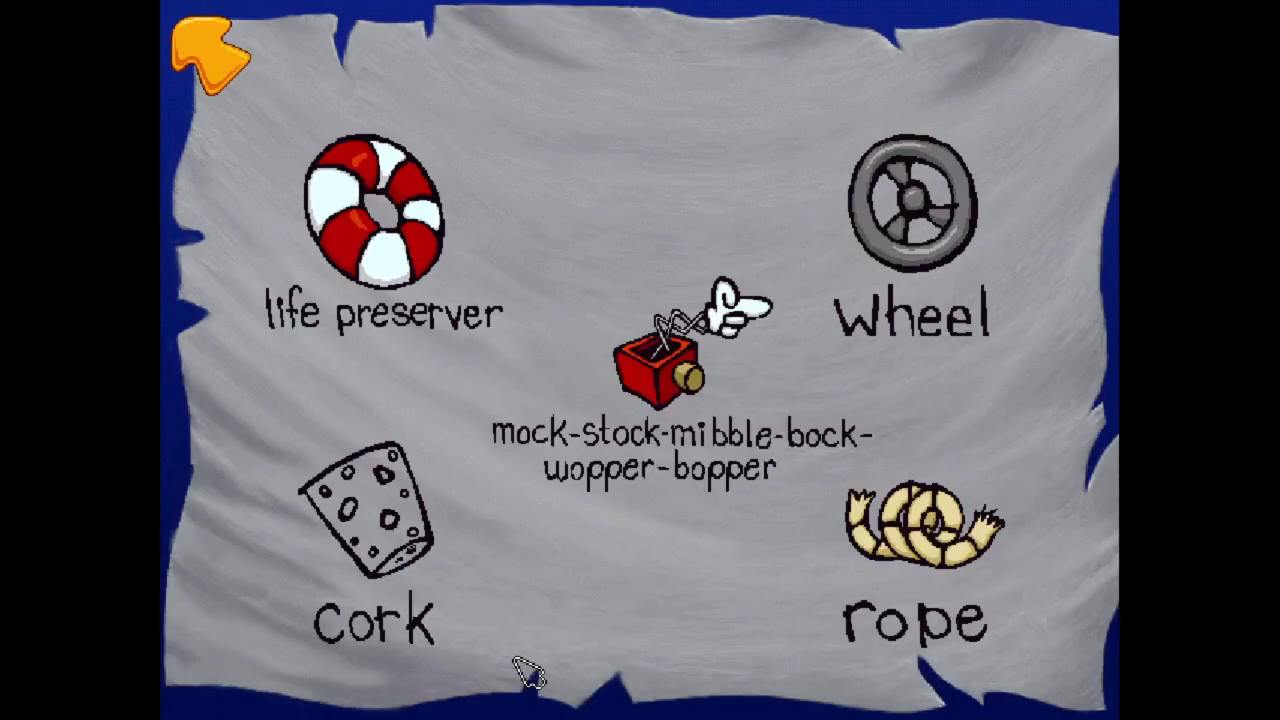 life preserver
Wheel
mock-stock-mibble-bock-
wopper-bopper
cork
rope